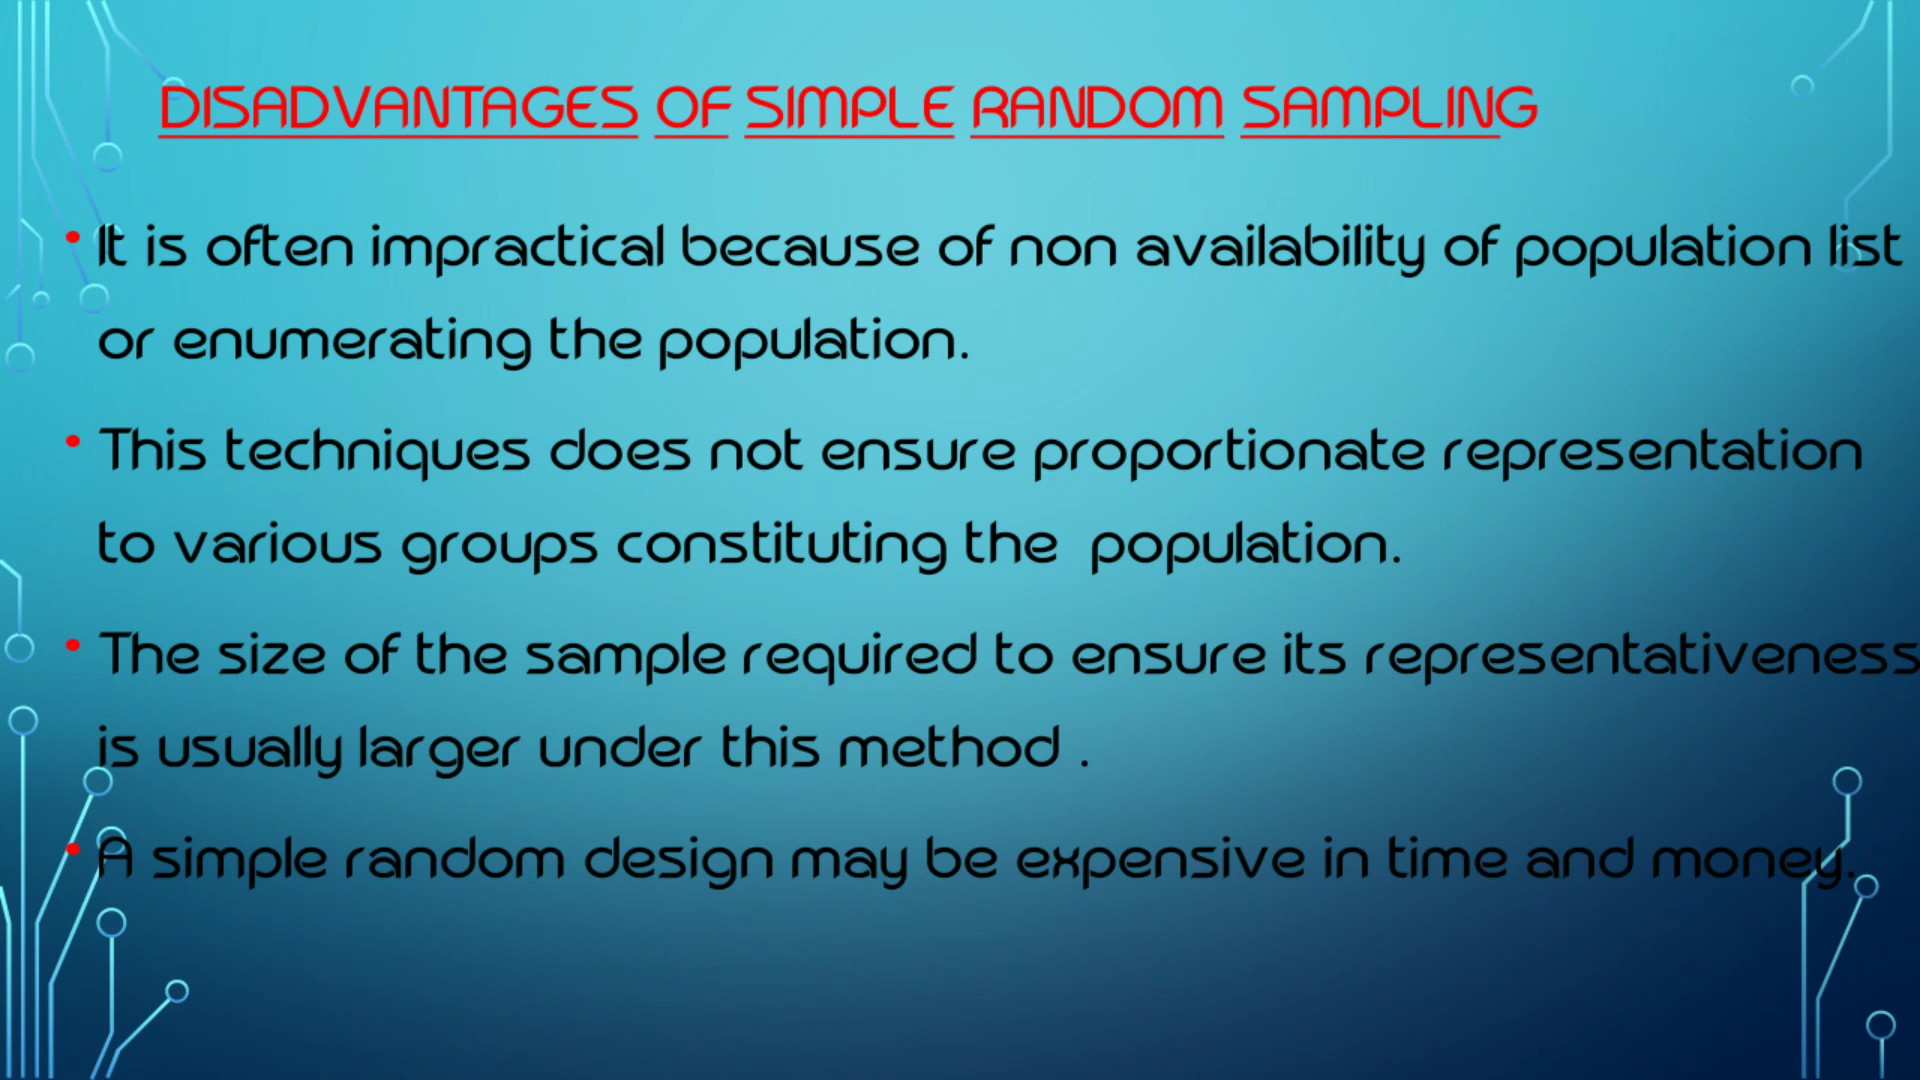 DISADVANTAGES OF SIMPLE RANDOM SAMPLING
• It is often impractical because of non availability of population list
or enumerating the population.
• This techniques does not ensure proportionate representation
to various groups constituting the population.
• The size of the sample required to ensure its representativeness
is usually larger under this method .
• A simple random design may be expensive in time and money.